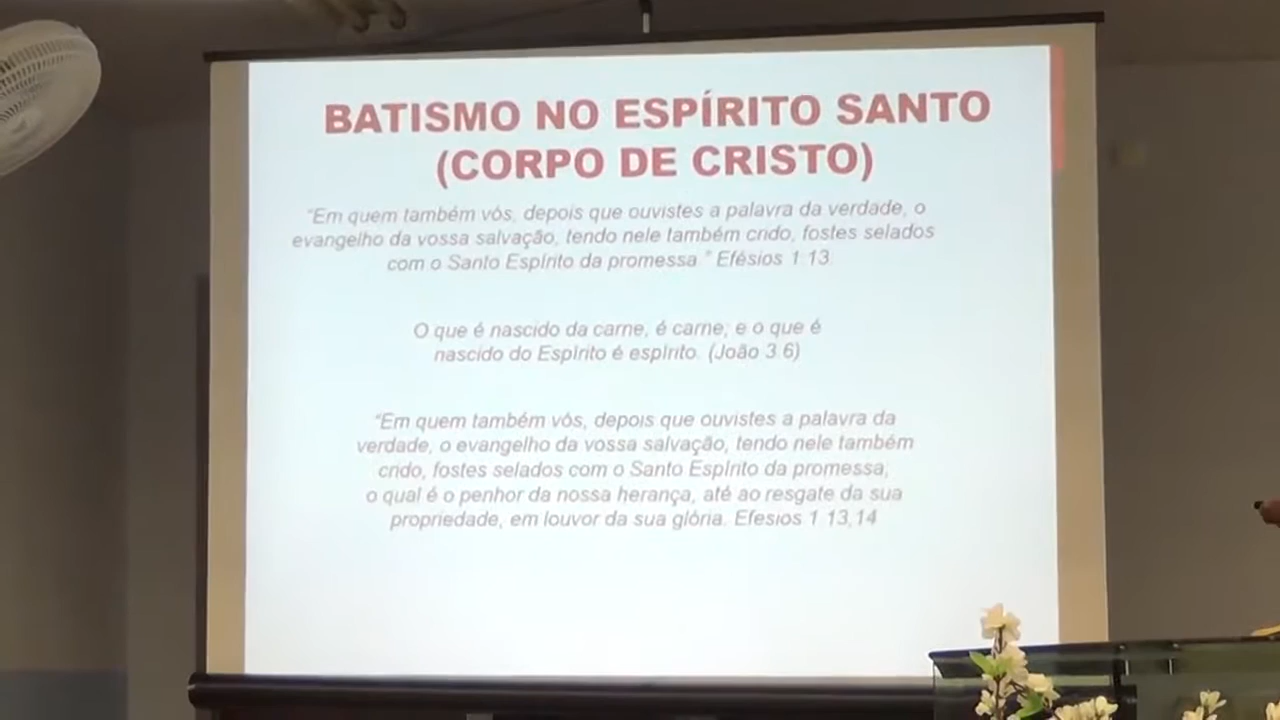 BATISMO NO ESPÍRITO SANTO
(CORPO DE CRISTO)
"Em quem também vós, depois que ouvistes a palavra da verdade, o
evangelho da vossa salvação, tendo nele também crido, fostes selados
com o Santo Espírito da promessa." Efésios 1:13
O que é nascido da carne, é carne, e o que é
nascido do Espírito é espírito. (João 3:6)
"Em quem também vós, depois que ouvistes a palavra da
verdade, o evangelho da vossa salvação, tendo nele também
crido, fostes selados com o Santo Espírito da promessa;
o qual é o penhor da nossa herança, até ao resgate da sua
propriedade, em louvor da sua glória. Efesios 1:13,14